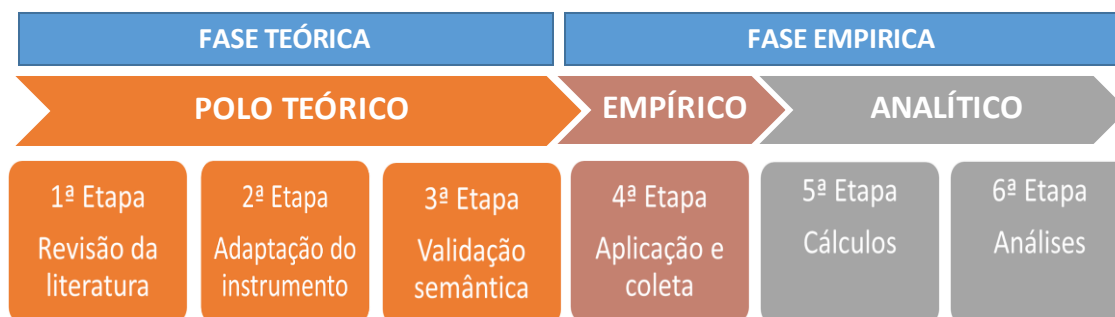 FASE TEÓRICA
FASE EMPIRICA
POLO TEÓRICO
EMPÍRICO
ANALÍTICO
1ª Etapa
Revisão da
literatura
2ª Etapa
Adaptação do
instrumento
3ª Etapa
Validação
semântica
4ª Etapa
Aplicação e
coleta
5ª Etapa
Cálculos
6ª Etapa
Análises